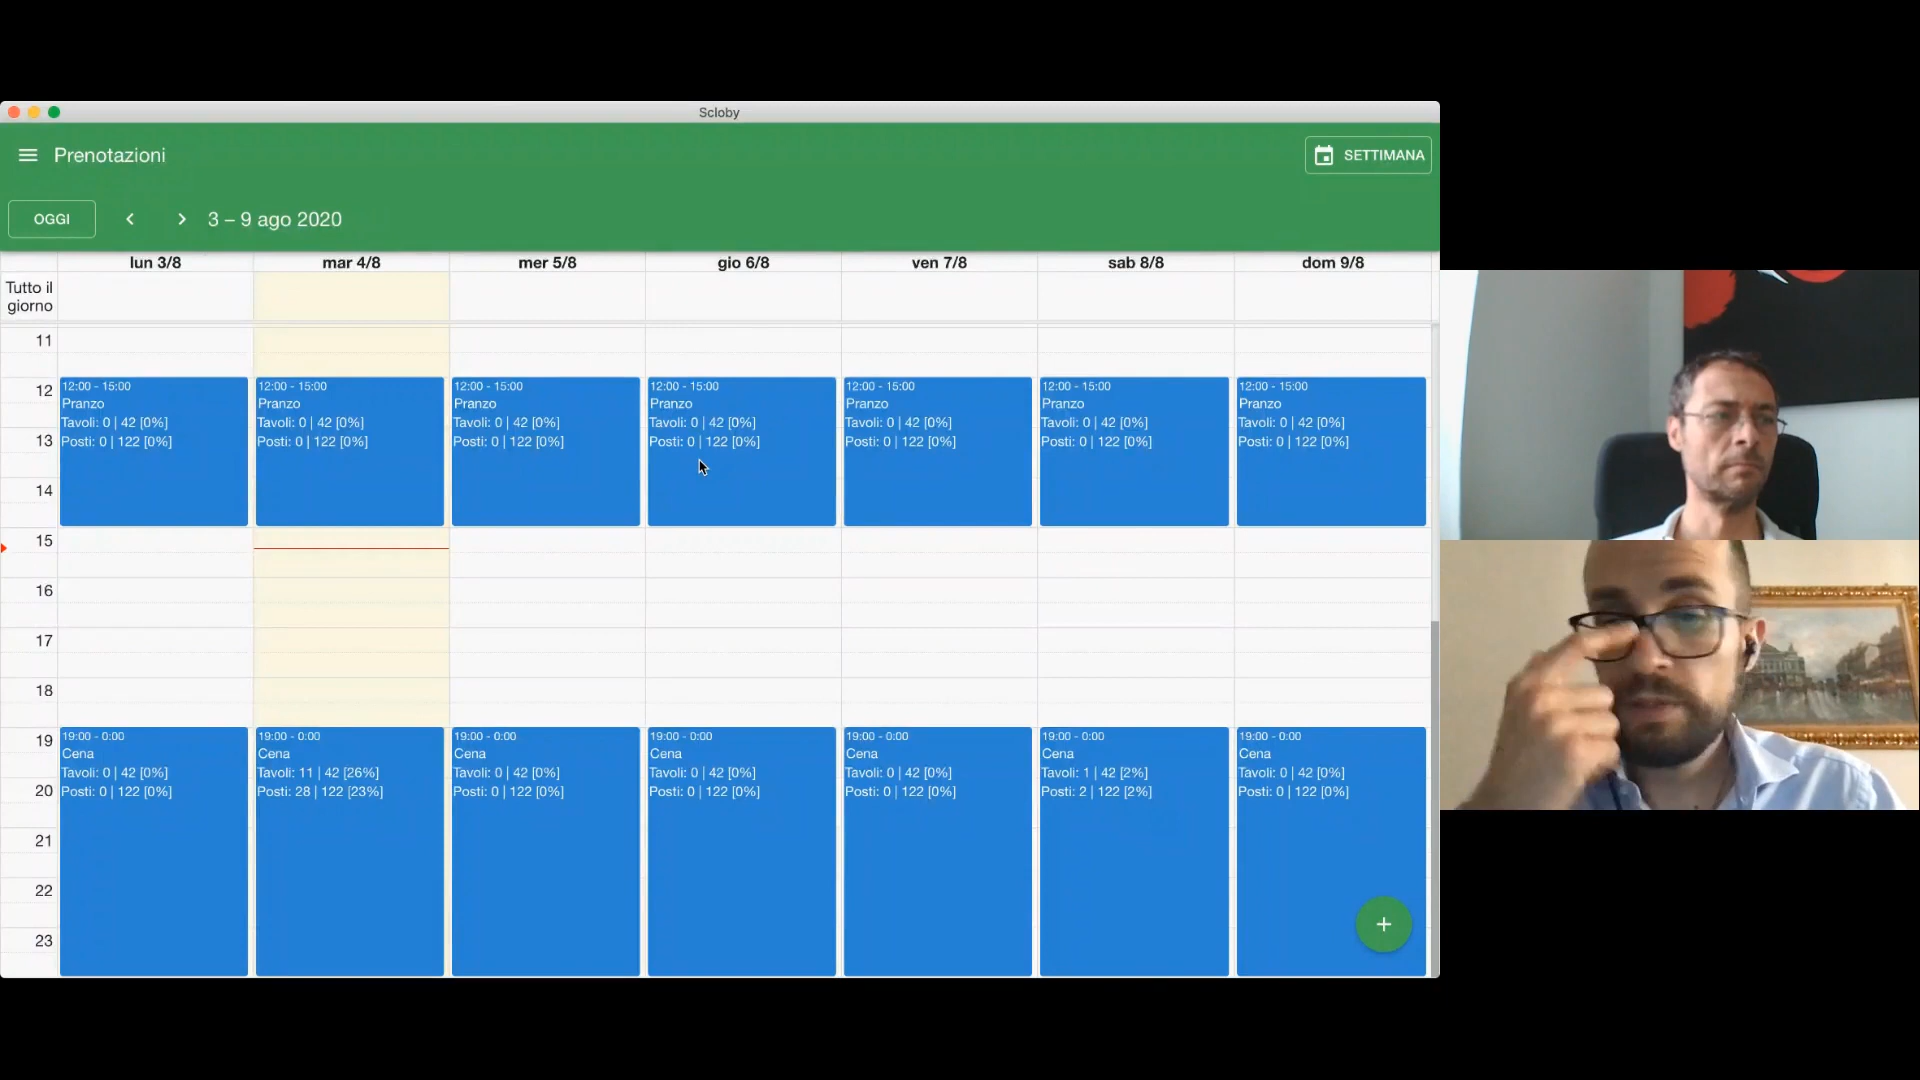 Scloby
Prenotazioni
SETTIMANA
OGGI
3 – 9 ago 2020
lun 3/8
mar 4/8
mer 5/8
gio 6/8
ven 7/8
sab 8/8
dom 9/8
Tutto il
giorno
11
12
13
14
15
16
17
18
19
20
21
22
23
12:00 - 15:00
Pranzo
Tavoli: 0 | 42 [0%]
Posti: 0 | 122 [0%]
12:00 - 15:00
Pranzo
Tavoli: 0 | 42 [0%]
Posti: 0 | 122 [0%]
12:00 - 15:00
Pranzo
Tavoli: 0 | 42 [0%]
Posti: 0 | 122 [0%]
12:00 - 15:00
Pranzo
Tavoli: 0 | 42 [0%]
Posti: 0 | 122 [0%]
12:00 - 15:00
Pranzo
Tavoli: 0 | 42 [0%]
Posti: 0 | 122 [0%]
12:00 - 15:00
Pranzo
Tavoli: 0 | 42 [0%]
Posti: 0 | 122 [0%]
12:00 - 15:00
Pranzo
Tavoli: 0 | 42 [0%]
Posti: 0 | 122 [0%]
19:00 - 0:00
Cena
Tavoli: 0 | 42 [0%]
Posti: 0 | 122 [0%]
19:00 - 0:00
Cena
Tavoli: 11 | 42 [26%]
Posti: 28 | 122 [23%]
19:00 - 0:00
Cena
Tavoli: 0 | 42 [0%]
Posti: 0 | 122 [0%]
19:00 - 0:00
Cena
Tavoli: 0 | 42 [0%]
Posti: 0 | 122 [0%]
19:00 - 0:00
Cena
Tavoli: 0 | 42 [0%]
Posti: 0 | 122 [0%]
19:00 - 0:00
Cena
Tavoli: 1 | 42 [2%]
Posti: 2 | 122 [2%]
19:00 - 0:00
Cena
Tavoli: 0 | 42 [0%]
Posti: 0 | 122 [0%]
+